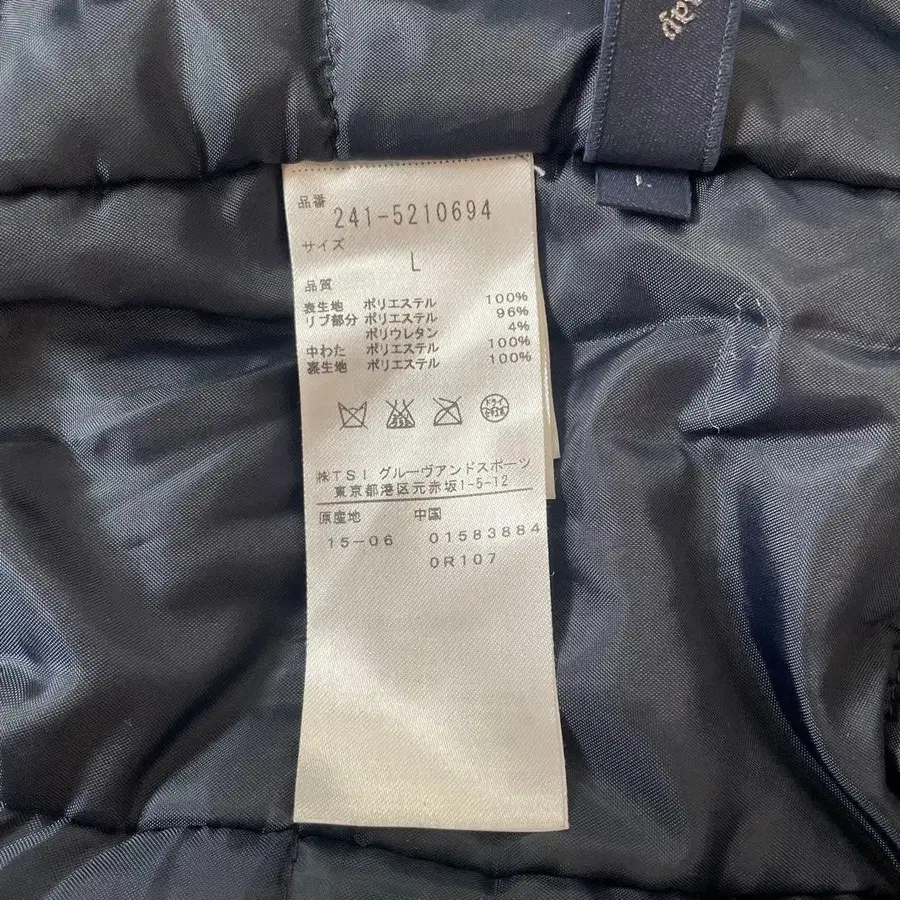 品番
241-5210694
サイズ
L
品質
表生地 ポリエステル 100%
リブ部分 ポリエステル 96%
ポリウレタン 4%
中わた ポリエステル 100%
裏生地 ポリエステル 100%
㈱TSI グルーヴアンドスポーツ
東京都港区元赤坂1-5-12
原産地 中国
15-06 01583884
0R107